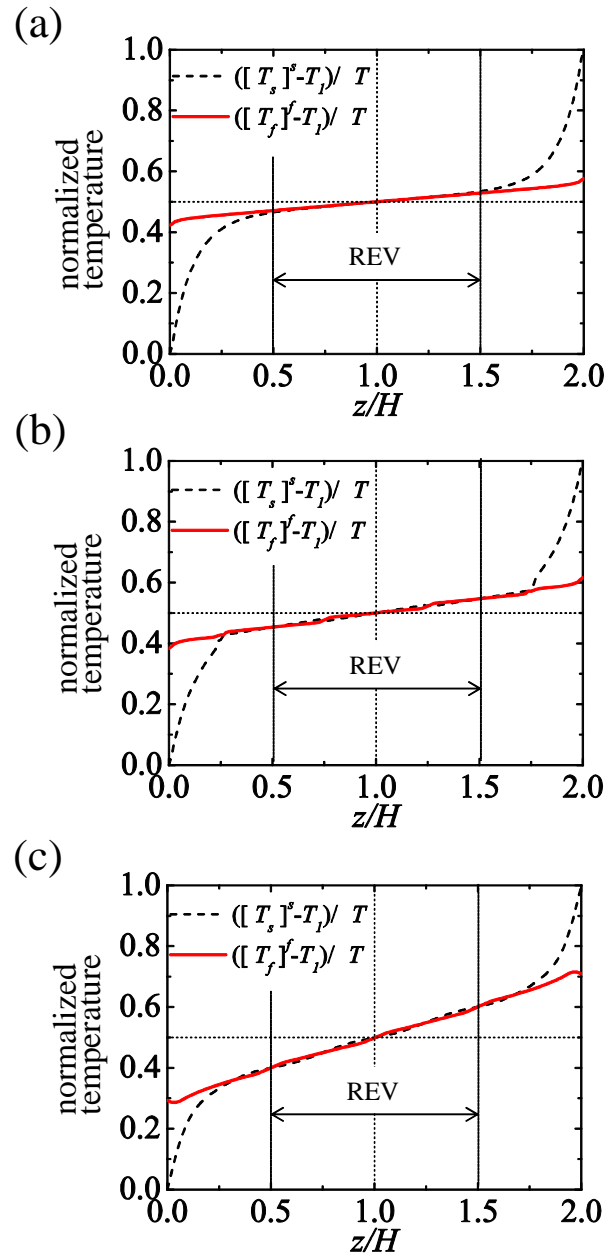 (a)
([ T_s ]^s-T_1)/ T
([ T_f ]^f-T_1)/ T
normalized
temperature
1.0
0.8
0.6
0.4
0.2
0.0
REV
0.0 0.5 1.0 1.5 2.0
z/H
(b)
([ T_s ]^s-T_1)/ T
([ T_f ]^f-T_1)/ T
normalized
temperature
1.0
0.8
0.6
0.4
0.2
0.0
REV
0.0 0.5 1.0 1.5 2.0
z/H
(c)
([ T_s ]^s-T_1)/ T
([ T_f ]^f-T_1)/ T
normalized
temperature
1.0
0.8
0.6
0.4
0.2
0.0
REV
0.0 0.5 1.0 1.5 2.0
z/H